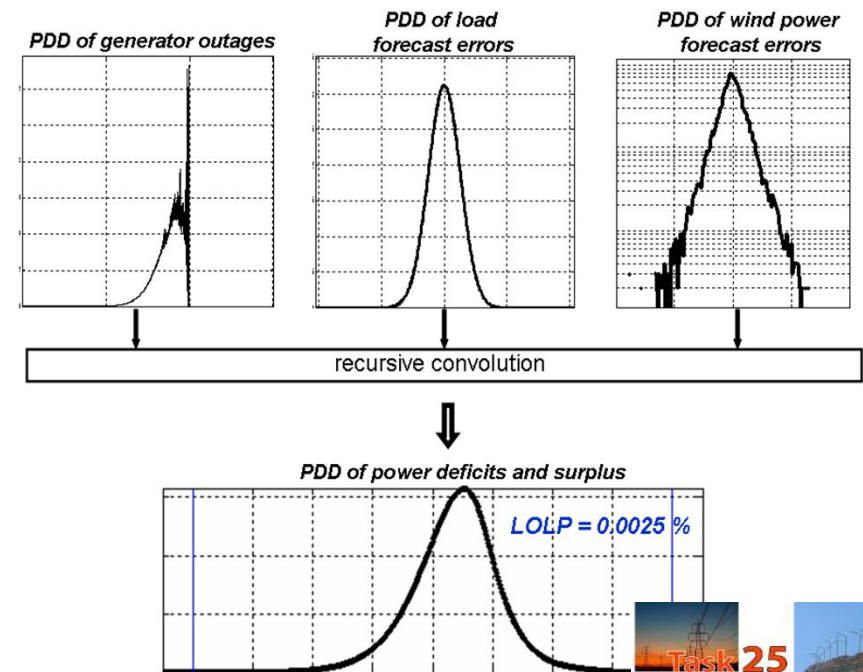 PDD of generator outages
PDD of load
forecast errors
PDD of wind power
forecast errors
recursive convolution
PDD of power deficits and surplus
LOLP = 0.0025 %
Task 25